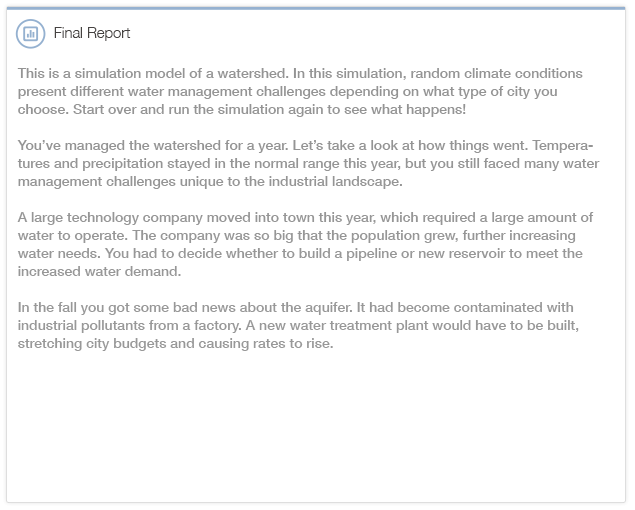 Final Report
This is a simulation model of a watershed. In this simulation, random climate conditions
present different water management challenges depending on what type of city you
choose. Start over and run the simulation again to see what happens!
You’ve managed the watershed for a year. Let’s take a look at how things went. Tempera-
tures and precipitation stayed in the normal range this year, but you still faced many water
management challenges unique to the industrial landscape.
A large technology company moved into town this year, which required a large amount of
water to operate. The company was so big that the population grew, further increasing
water needs. You had to decide whether to build a pipeline or new reservoir to meet the
increased water demand.
In the fall you got some bad news about the aquifer. It had become contaminated with
industrial pollutants from a factory. A new water treatment plant would have to be built,
stretching city budgets and causing rates to rise.